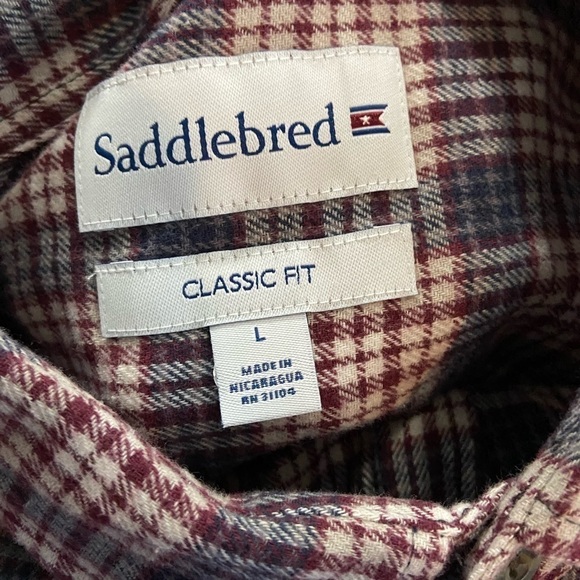 Saddlebred
CLASSIC FIT
L
MADE IN
NICARAGUA
RN 31104